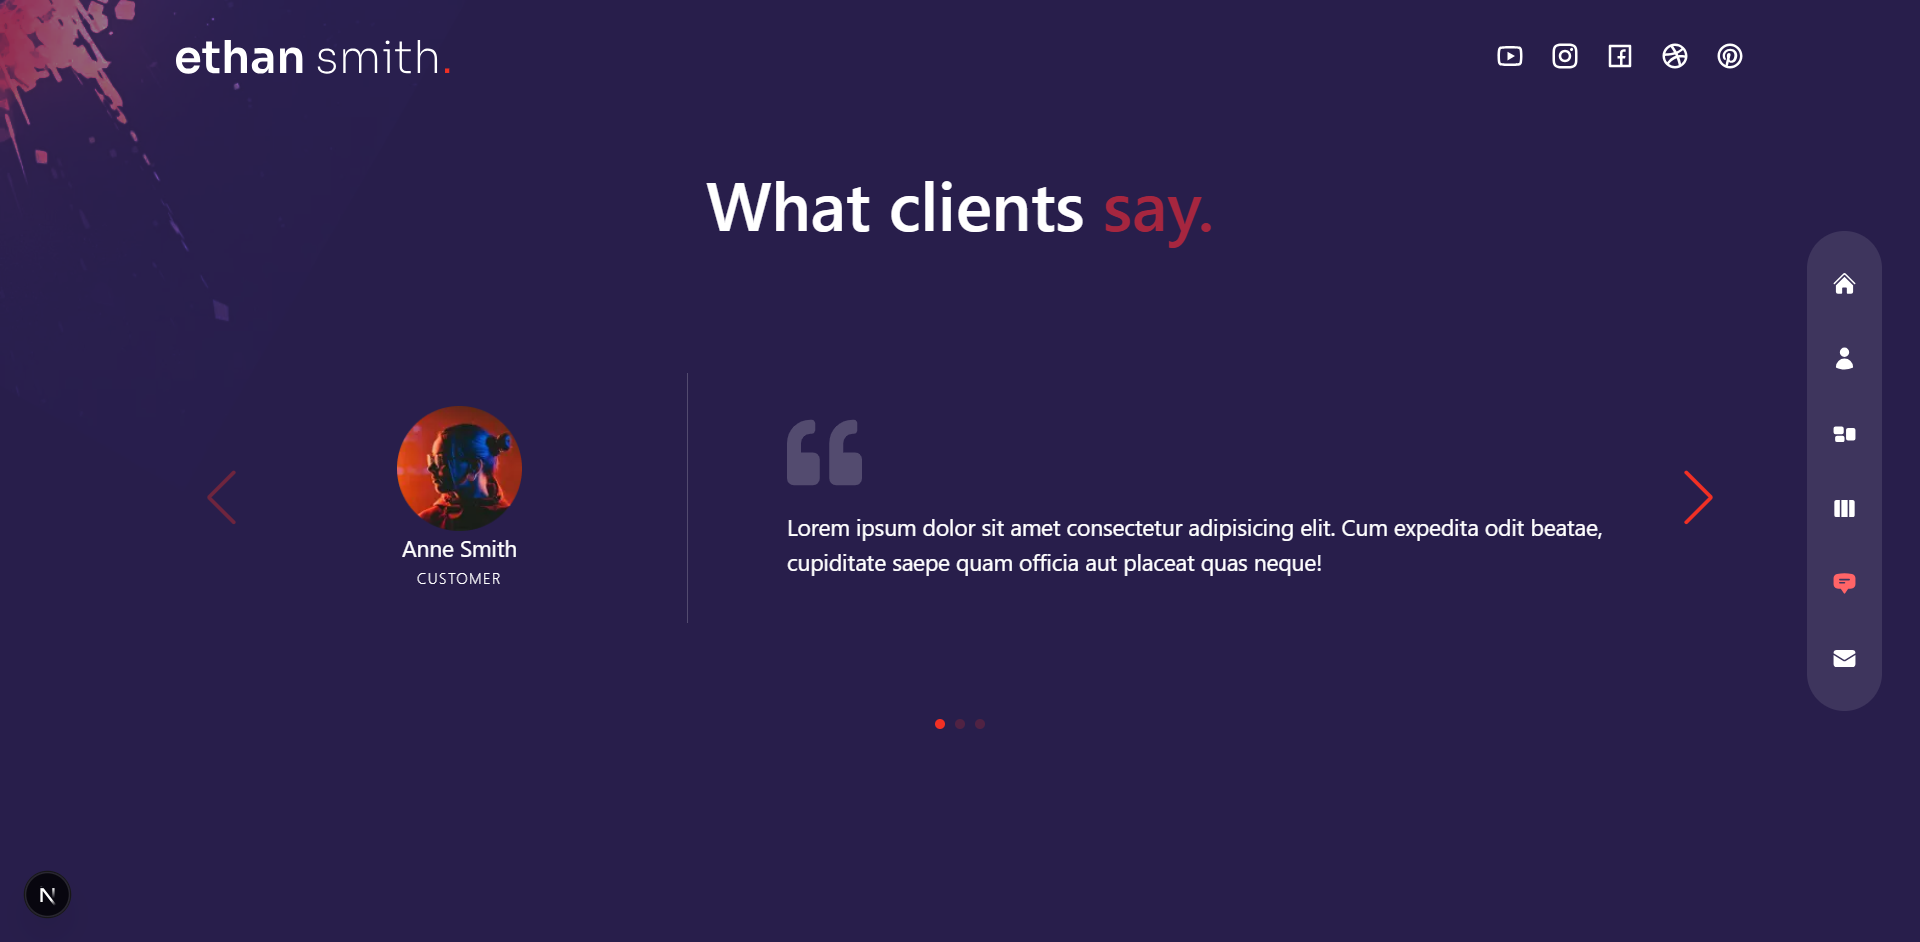 ethan smith.
What clients say.
Anne Smith
CUSTOMER
Lorem ipsum dolor sit amet consectetur adipisicing elit. Cum expedita odit beatae,
cupiditate saepe quam officia aut placeat quas neque!
N